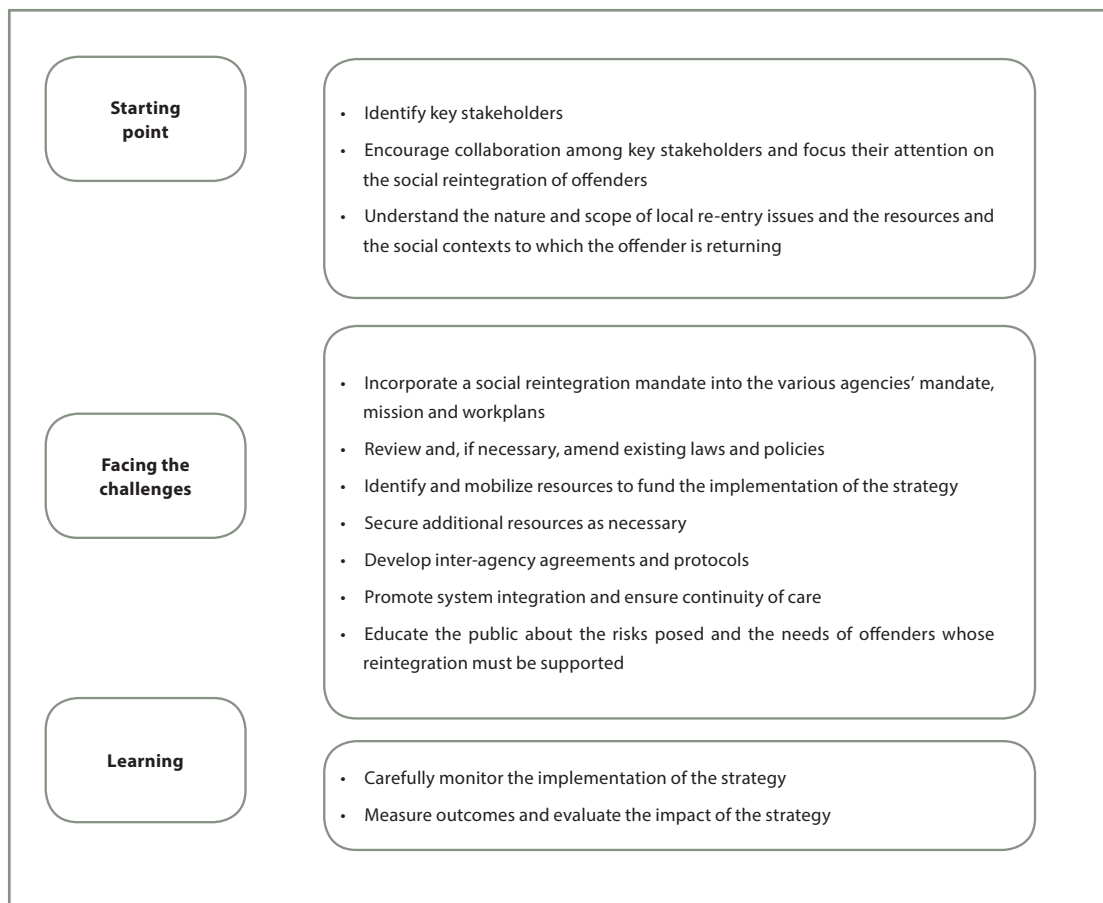 Starting
point
• Identify key stakeholders
• Encourage collaboration among key stakeholders and focus their attention on
the social reintegration of offenders
• Understand the nature and scope of local re-entry issues and the resources and
the social contexts to which the offender is returning
Facing the
challenges
• Incorporate a social reintegration mandate into the various agencies’ mandate,
mission and workplans
• Review and, if necessary, amend existing laws and policies
• Identify and mobilize resources to fund the implementation of the strategy
• Secure additional resources as necessary
• Develop inter-agency agreements and protocols
• Promote system integration and ensure continuity of care
• Educate the public about the risks posed and the needs of offenders whose
reintegration must be supported
Learning
• Carefully monitor the implementation of the strategy
• Measure outcomes and evaluate the impact of the strategy